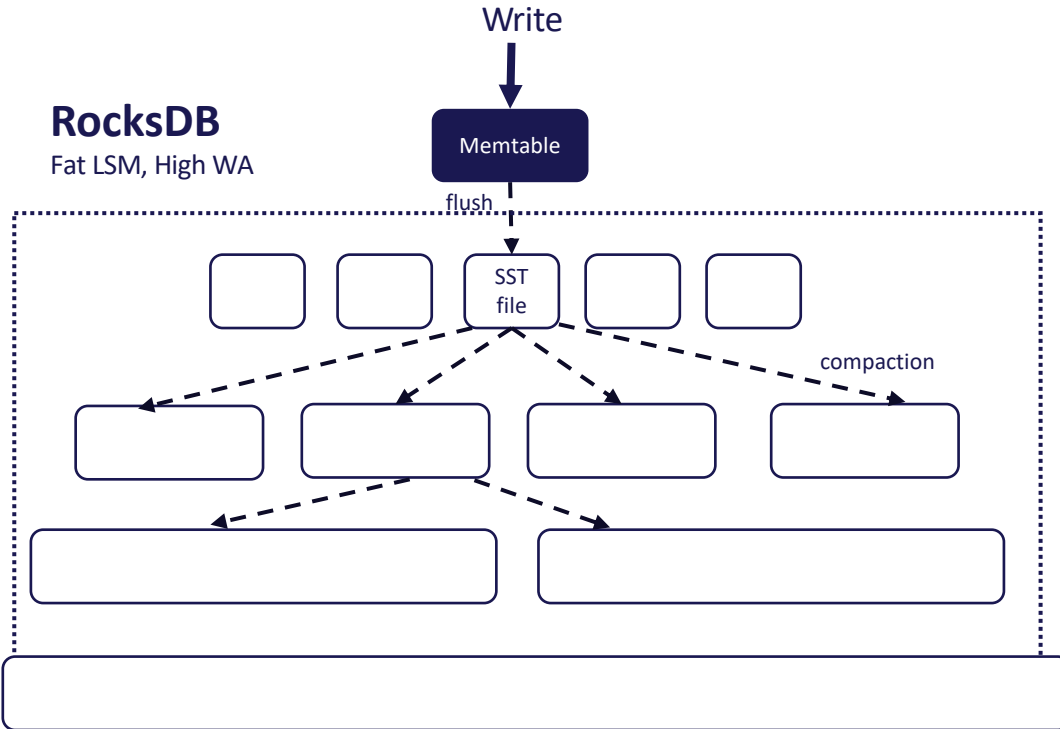 Write
RocksDB
Fat LSM, High WA
Memtable
flush
SST
file
compaction